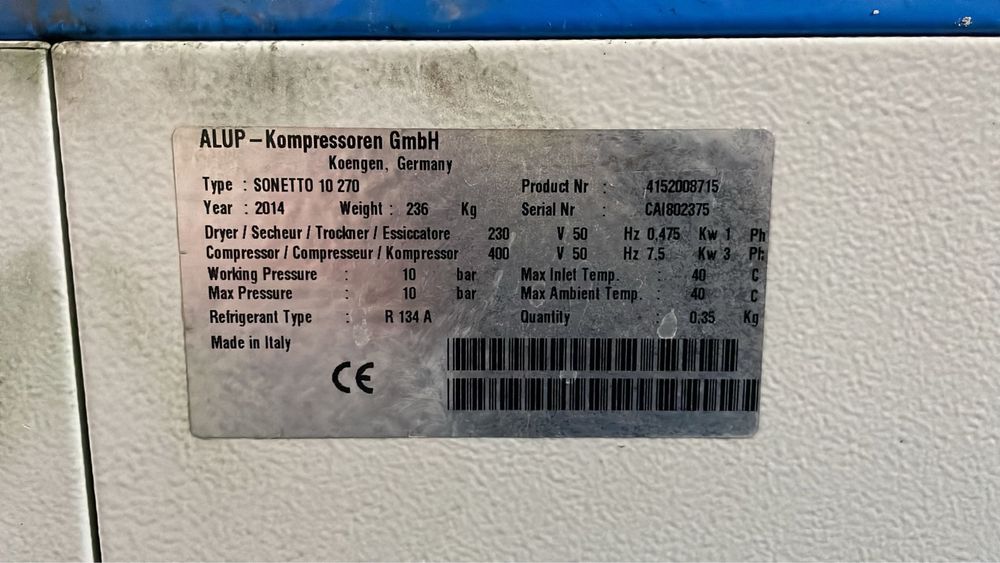 ALUP – Kompressoren GmbH
Koengen, Germany
Type : SONETTO 10 270 Product Nr : 4152008715
Year : 2014 Weight : 236 Kg Serial Nr : CAI802375
Dryer / Secheur / Trockner / Essiccatore 230 V 50 Hz 0,475 Kw 1 Ph
Compressor / Compresseur / Kompressor 400 V 50 Hz 7.5 Kw 3 Ph
Working Pressure : 10 bar Max Inlet Temp. : 40 C
Max Pressure : 10 bar Max Ambient Temp. : 40 C
Refrigerant Type : R 134 A Quantity : 0,35 Kg
Made in Italy
CE